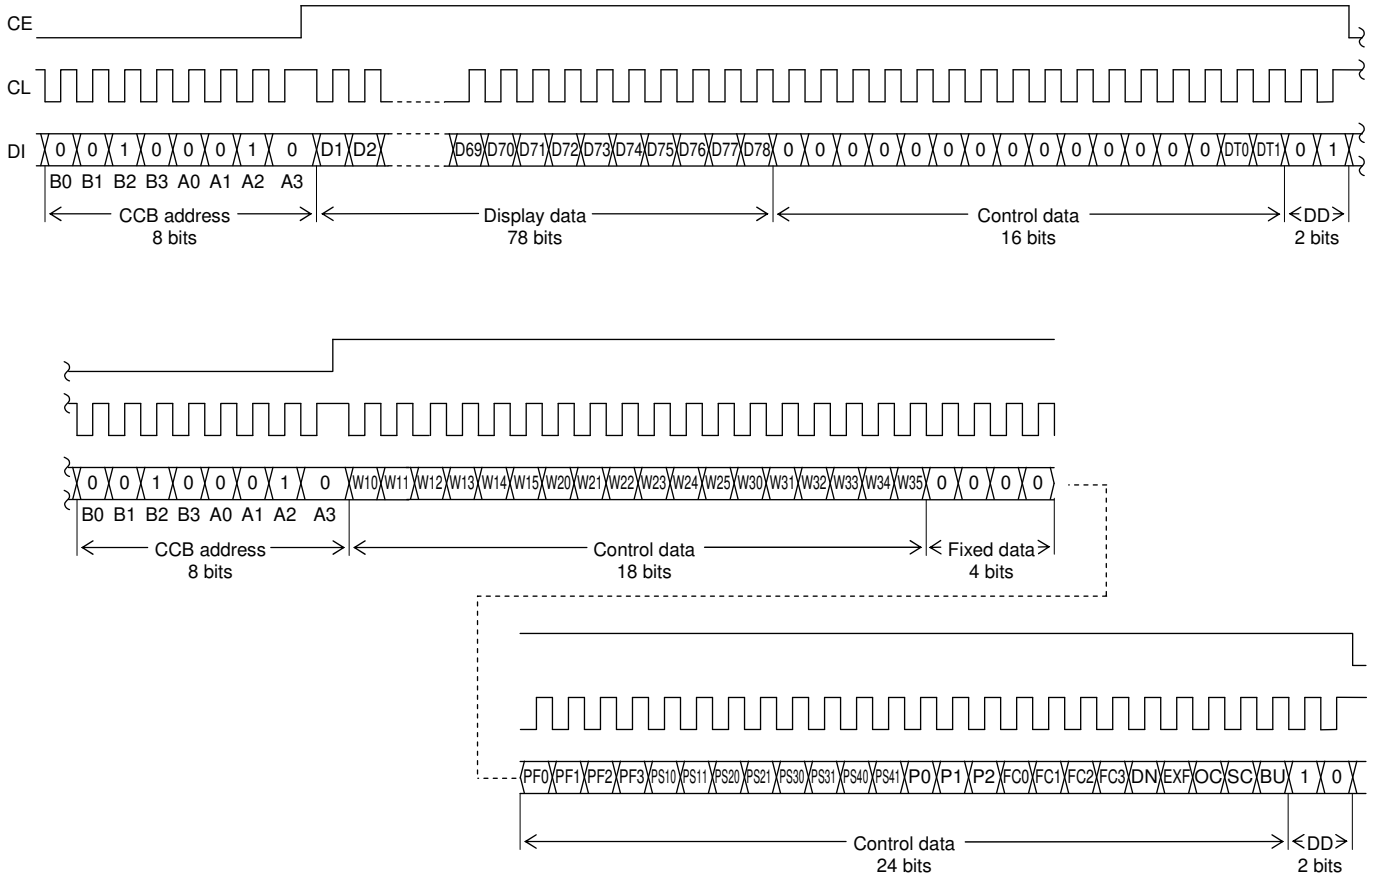 CE
CL
DI 0 0 1 0 0 0 1 0 D1 D2 D69 D70 D71 D72 D73 D74 D75 D76 D77 D78 0 0 0 0 0 0 0 0 0 0 0 0 0 0 DT0 DT1 0 1
B0 B1 B2 B3 A0 A1 A2 A3
CCB address Display data Control data DD
8 bits 78 bits 16 bits 2 bits
0 0 1 0 0 0 1 0 W10 W11 W12 W13 W14 W15 W20 W21 W22 W23 W24 W25 W30 W31 W32 W33 W34 W35 0 0 0 0
B0 B1 B2 B3 A0 A1 A2 A3
CCB address Control data Fixed data
8 bits 18 bits 4 bits
PF0 PF1 PF2 PF3 PS10 PS11 PS20 PS21 PS30 PS31 PS40 PS41 P0 P1 P2 FC0 FC1 FC2 FC3 DN EXF OC SC BU 1 0
Control data DD
24 bits 2 bits